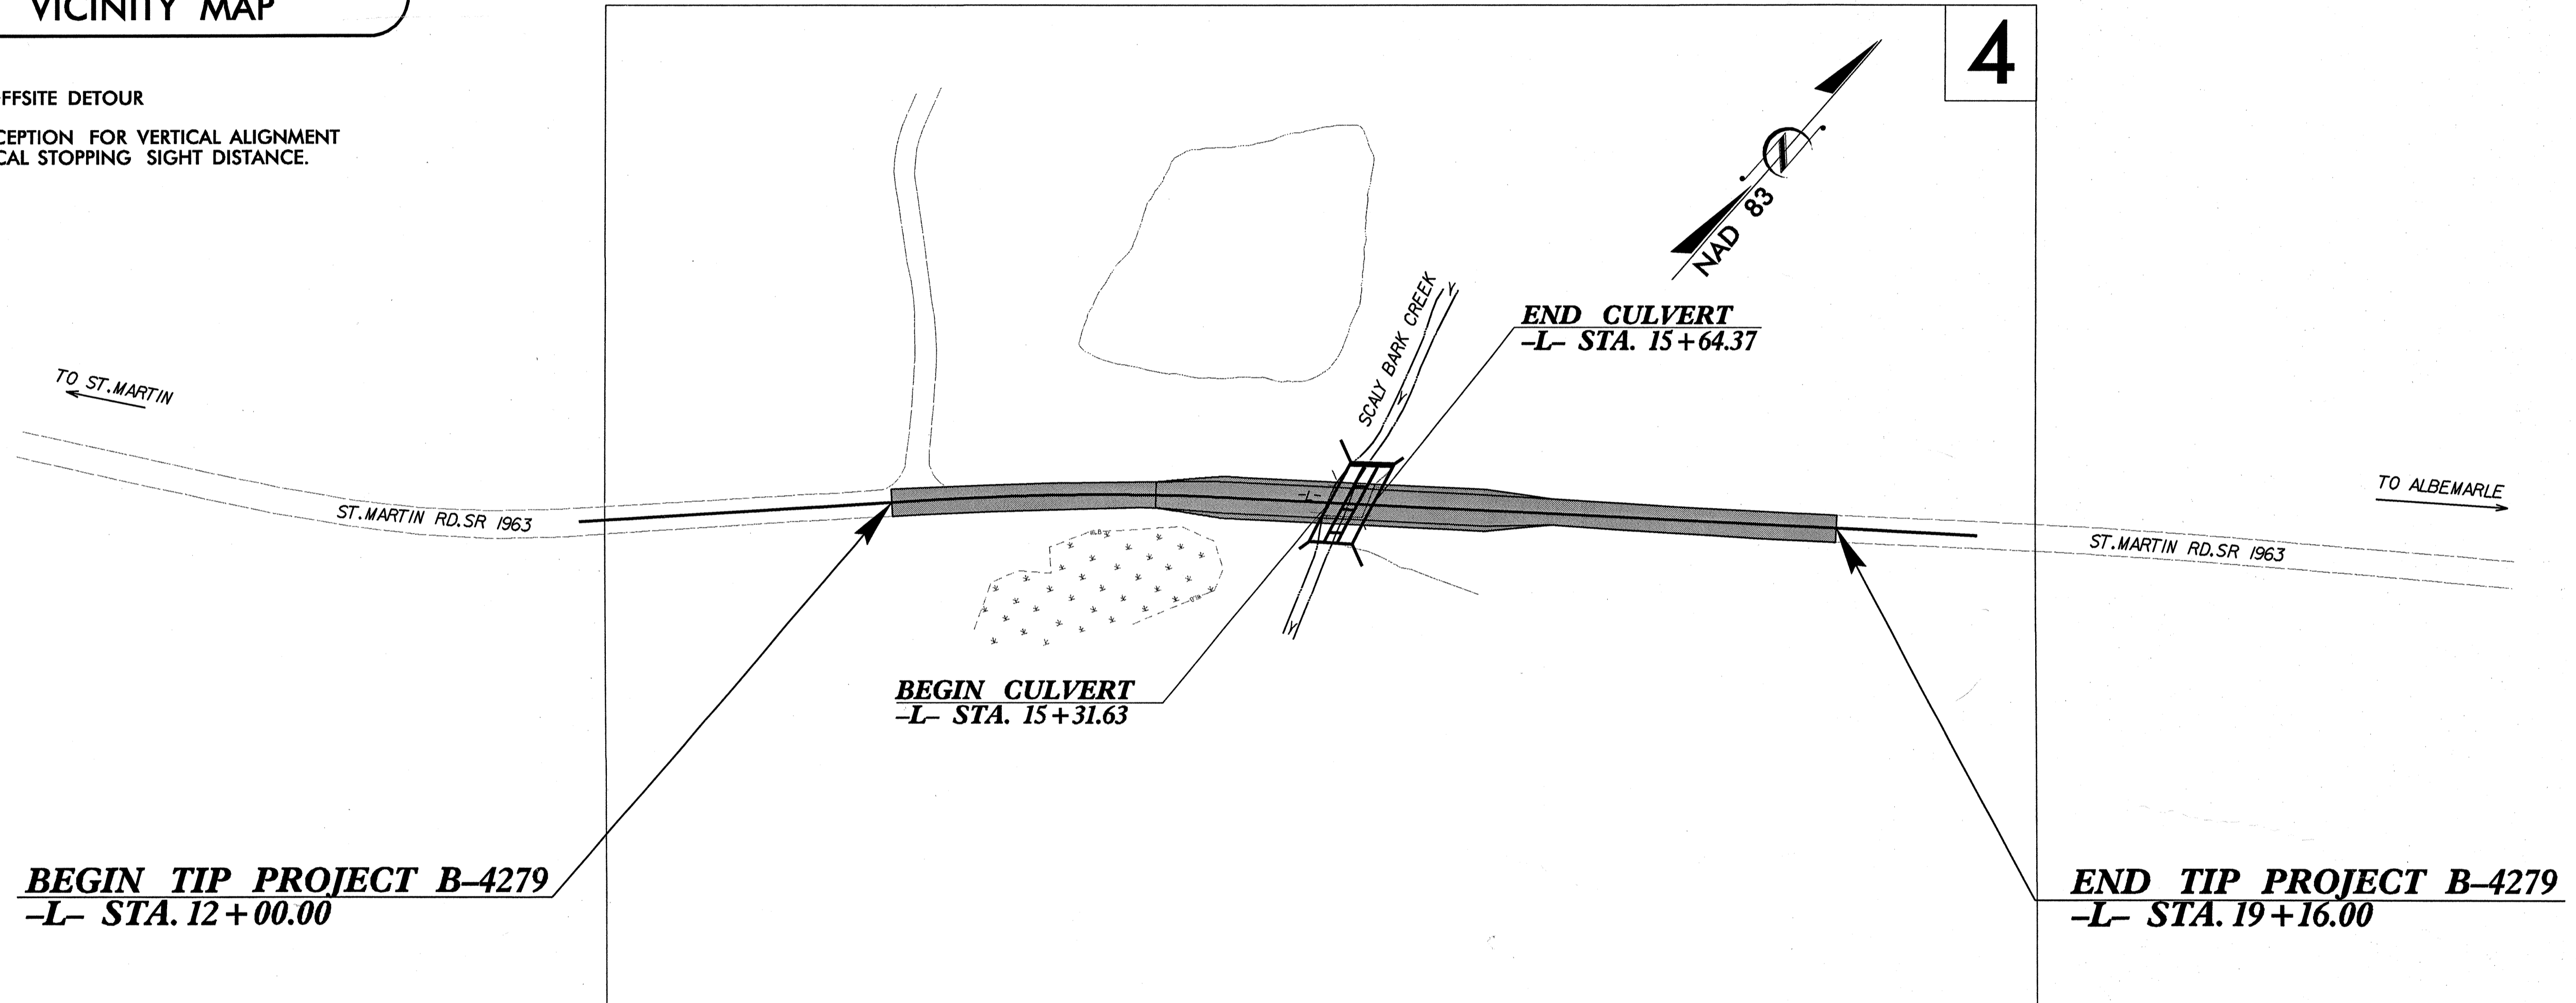 VICINITY MAP
FFSITE DETOUR
CEPTION FOR VERTICAL ALIGNMENT
CAL STOPPING SIGHT DISTANCE.
4
NAD 83
SCALY BARK CREEK
END CULVERT
-L- STA. 15+64.37
TO ST.MARTIN
ST.MARTIN RD.SR 1963
-L-
TO ALBEMARLE
ST.MARTIN RD.SR 1963
BEGIN CULVERT
-L- STA. 15+31.63
BEGIN TIP PROJECT B-4279
-L- STA. 12+00.00
END TIP PROJECT B-4279
-L- STA. 19+16.00